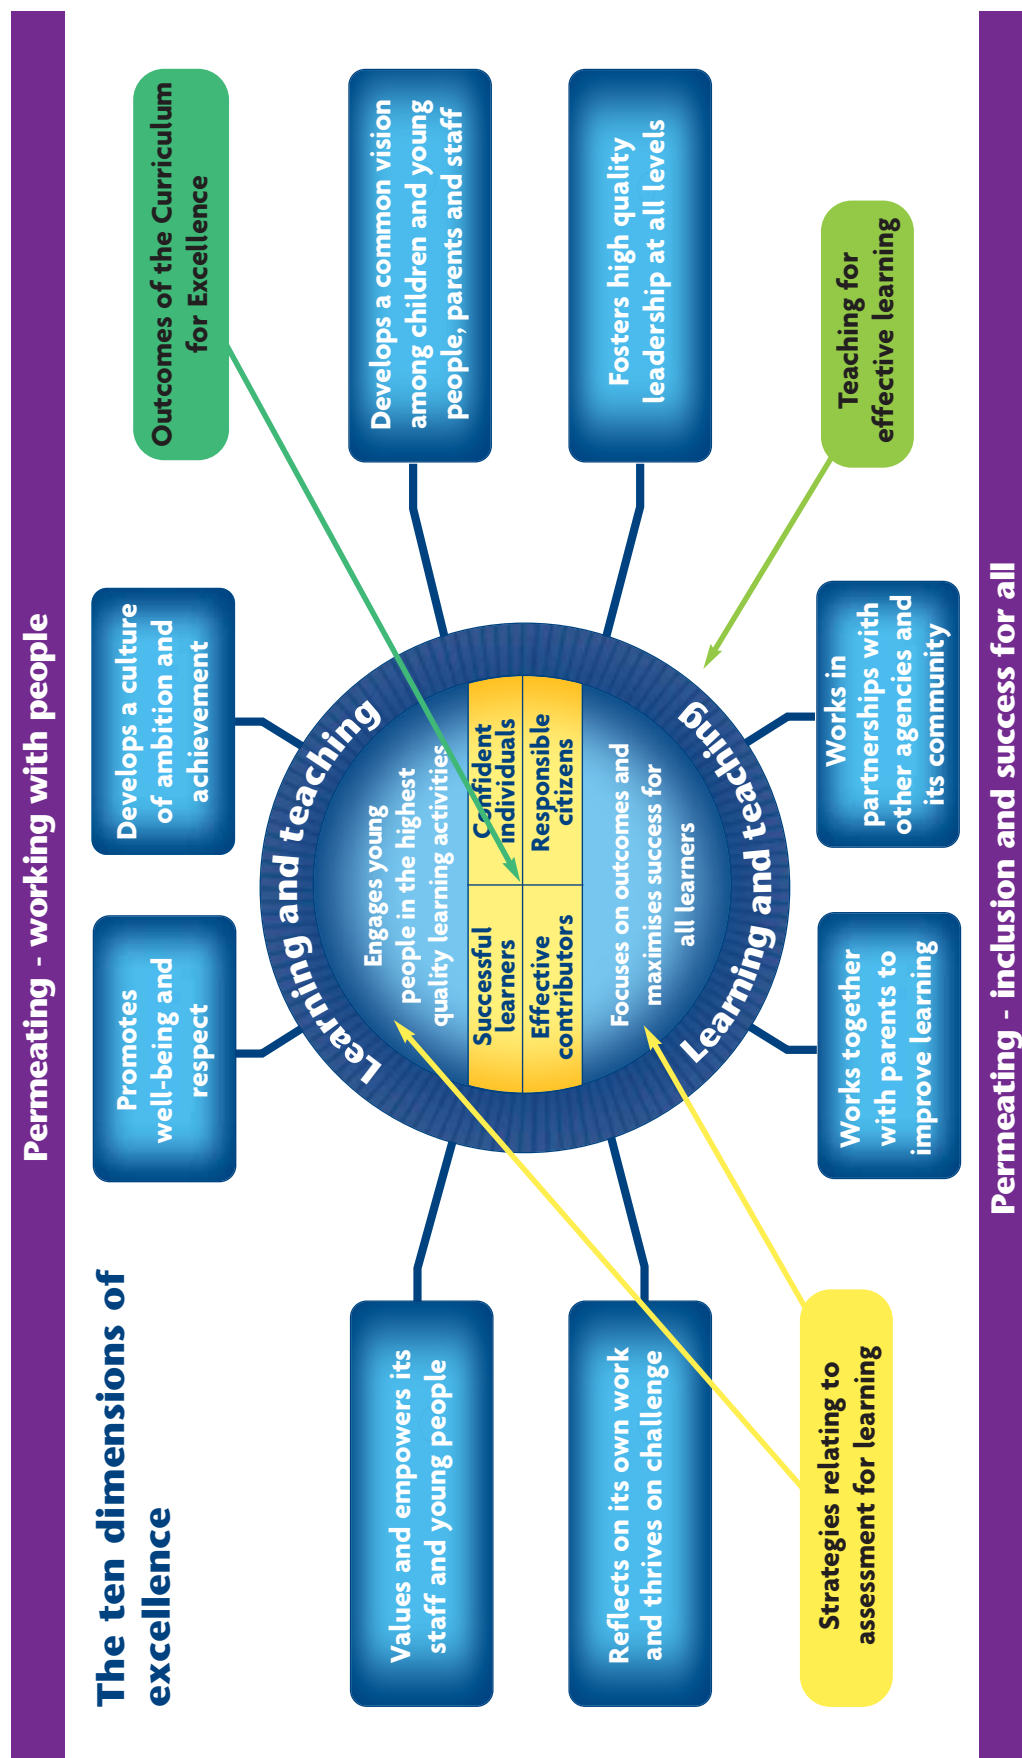 Permeating - working with people
The ten dimensions of
excellence
Promotes
well-being and
respect
Develops a culture
of ambition and
achievement
Outcomes of the Curriculum
for Excellence
Values and empowers its
staff and young people
Develops a common vision
among children and young
people, parents and staff
Learning and teaching
Engages young
people in the highest
quality learning activities
Successful
learners
Confident
individuals
Effective
contributors
Responsible
citizens
Focuses on outcomes and
maximises success for
all learners
Learning and teaching
Reflects on its own work
and thrives on challenge
Fosters high quality
leadership at all levels
Strategies relating to
assessment for learning
Works together
with parents to
improve learning
Works in
partnerships with
other agencies and
its community
Teaching for
effective learning
Permeating - inclusion and success for all